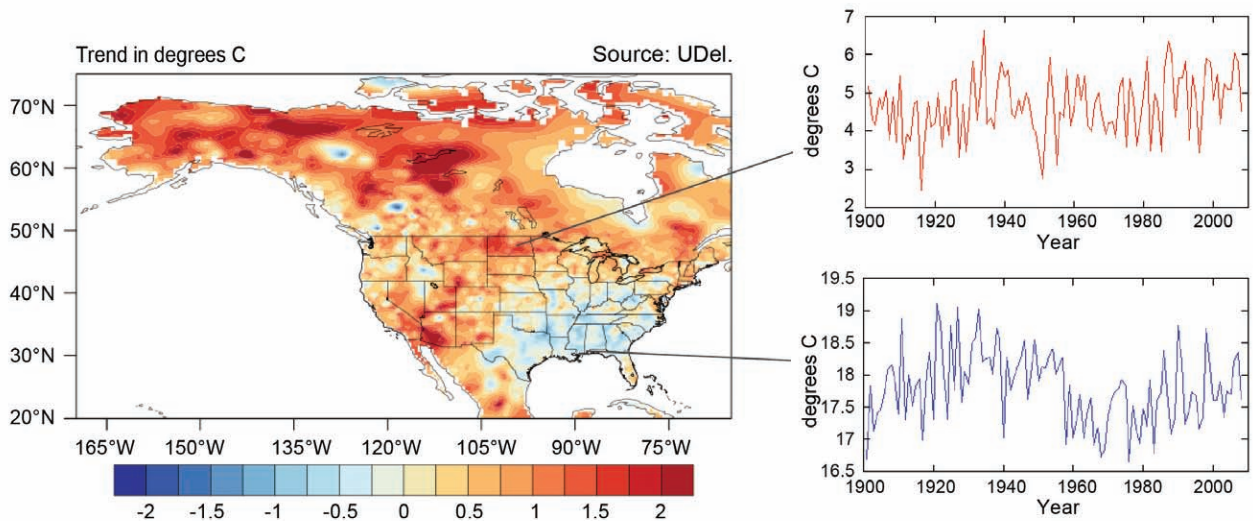 Trend in degrees C
Source: UDel.
70°N
60°N
50°N
40°N
30°N
20°N
165°W 150°W 135°W 120°W 105°W 90°W 75°W
-2 -1.5 -1 -0.5 0 0.5 1 1.5 2
7
6
5
4
3
2
degrees C
1900 1920 1940 1960 1980 2000
Year
19.5
19
18.5
18
17.5
17
16.5
degrees C
1900 1920 1940 1960 1980 2000
Year